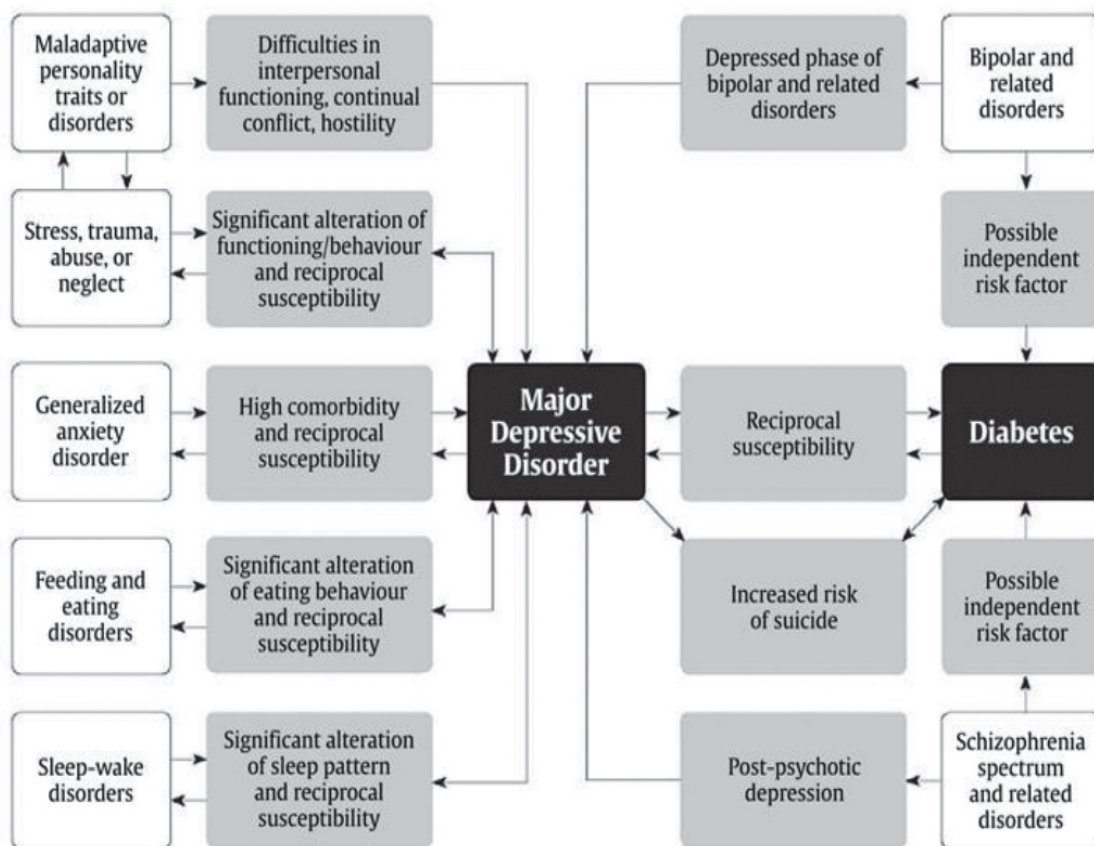 Maladaptive
personality
traits or
disorders
Difficulties in
interpersonal
functioning, continual
conflict, hostility
Depressed phase of
bipolar and related
disorders
Bipolar and
related
disorders
Stress, trauma,
abuse, or
neglect
Significant alteration of
functioning/behaviour
and reciprocal
susceptibility
Possible
independent
risk factor
Generalized
anxiety
disorder
High comorbidity
and reciprocal
susceptibility
Major
Depressive
Disorder
Reciprocal
susceptibility
Diabetes
Feeding and
eating
disorders
Significant alteration
of eating behaviour
and reciprocal
susceptibility
Increased risk
of suicide
Possible
independent
risk factor
Sleep-wake
disorders
Significant alteration
of sleep pattern
and reciprocal
susceptibility
Post-psychotic
depression
Schizophrenia
spectrum
and related
disorders